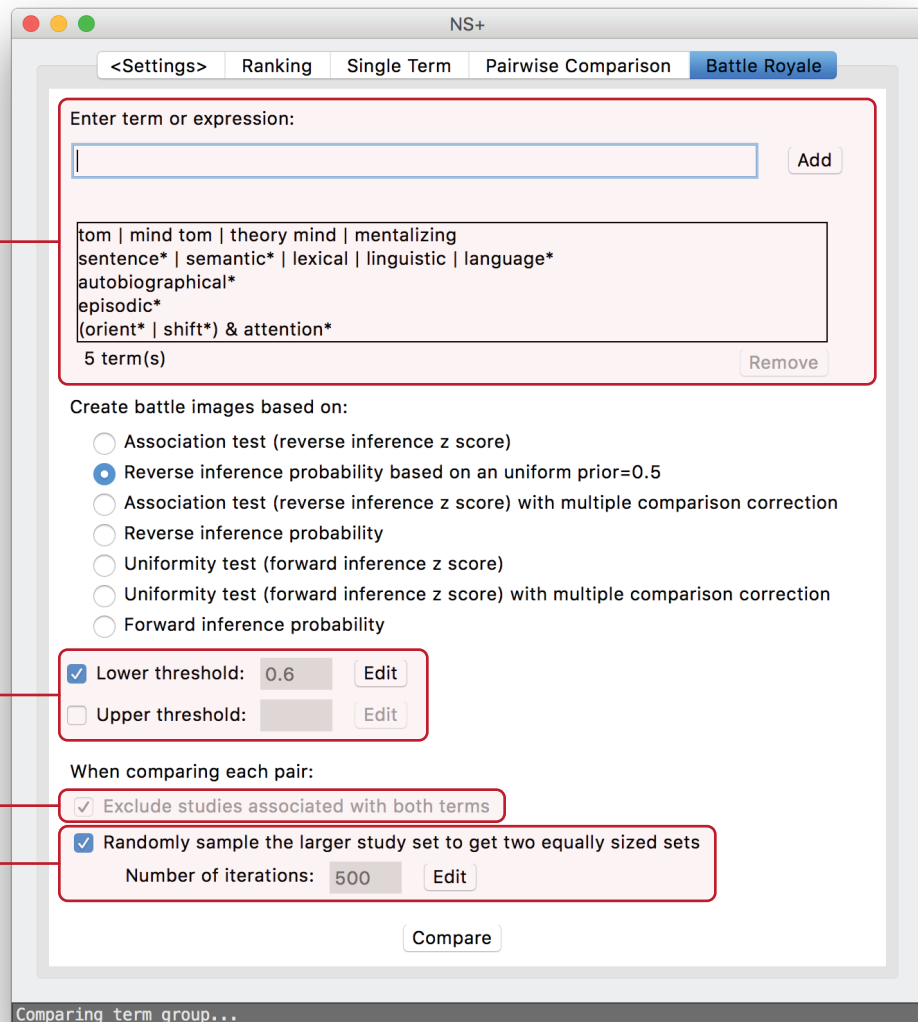 NS+
<Settings> Ranking Single Term Pairwise Comparison Battle Royale
Enter term or expression:
Add
tom | mind tom | theory mind | mentalizing
sentence* | semantic* | lexical | linguistic | language*
autobiographical*
episodic*
(orient* | shift*) & attention*
5 term(s)
Remove
Create battle images based on:
Association test (reverse inference z score)
Reverse inference probability based on an uniform prior=0.5
Association test (reverse inference z score) with multiple comparison correction
Reverse inference probability
Uniformity test (forward inference z score)
Uniformity test (forward inference z score) with multiple comparison correction
Forward inference probability
Lower threshold: 0.6 Edit
Upper threshold: Edit
When comparing each pair:
Exclude studies associated with both terms
Randomly sample the larger study set to get two equally sized sets
Number of iterations: 500 Edit
Compare
Comparing term group...